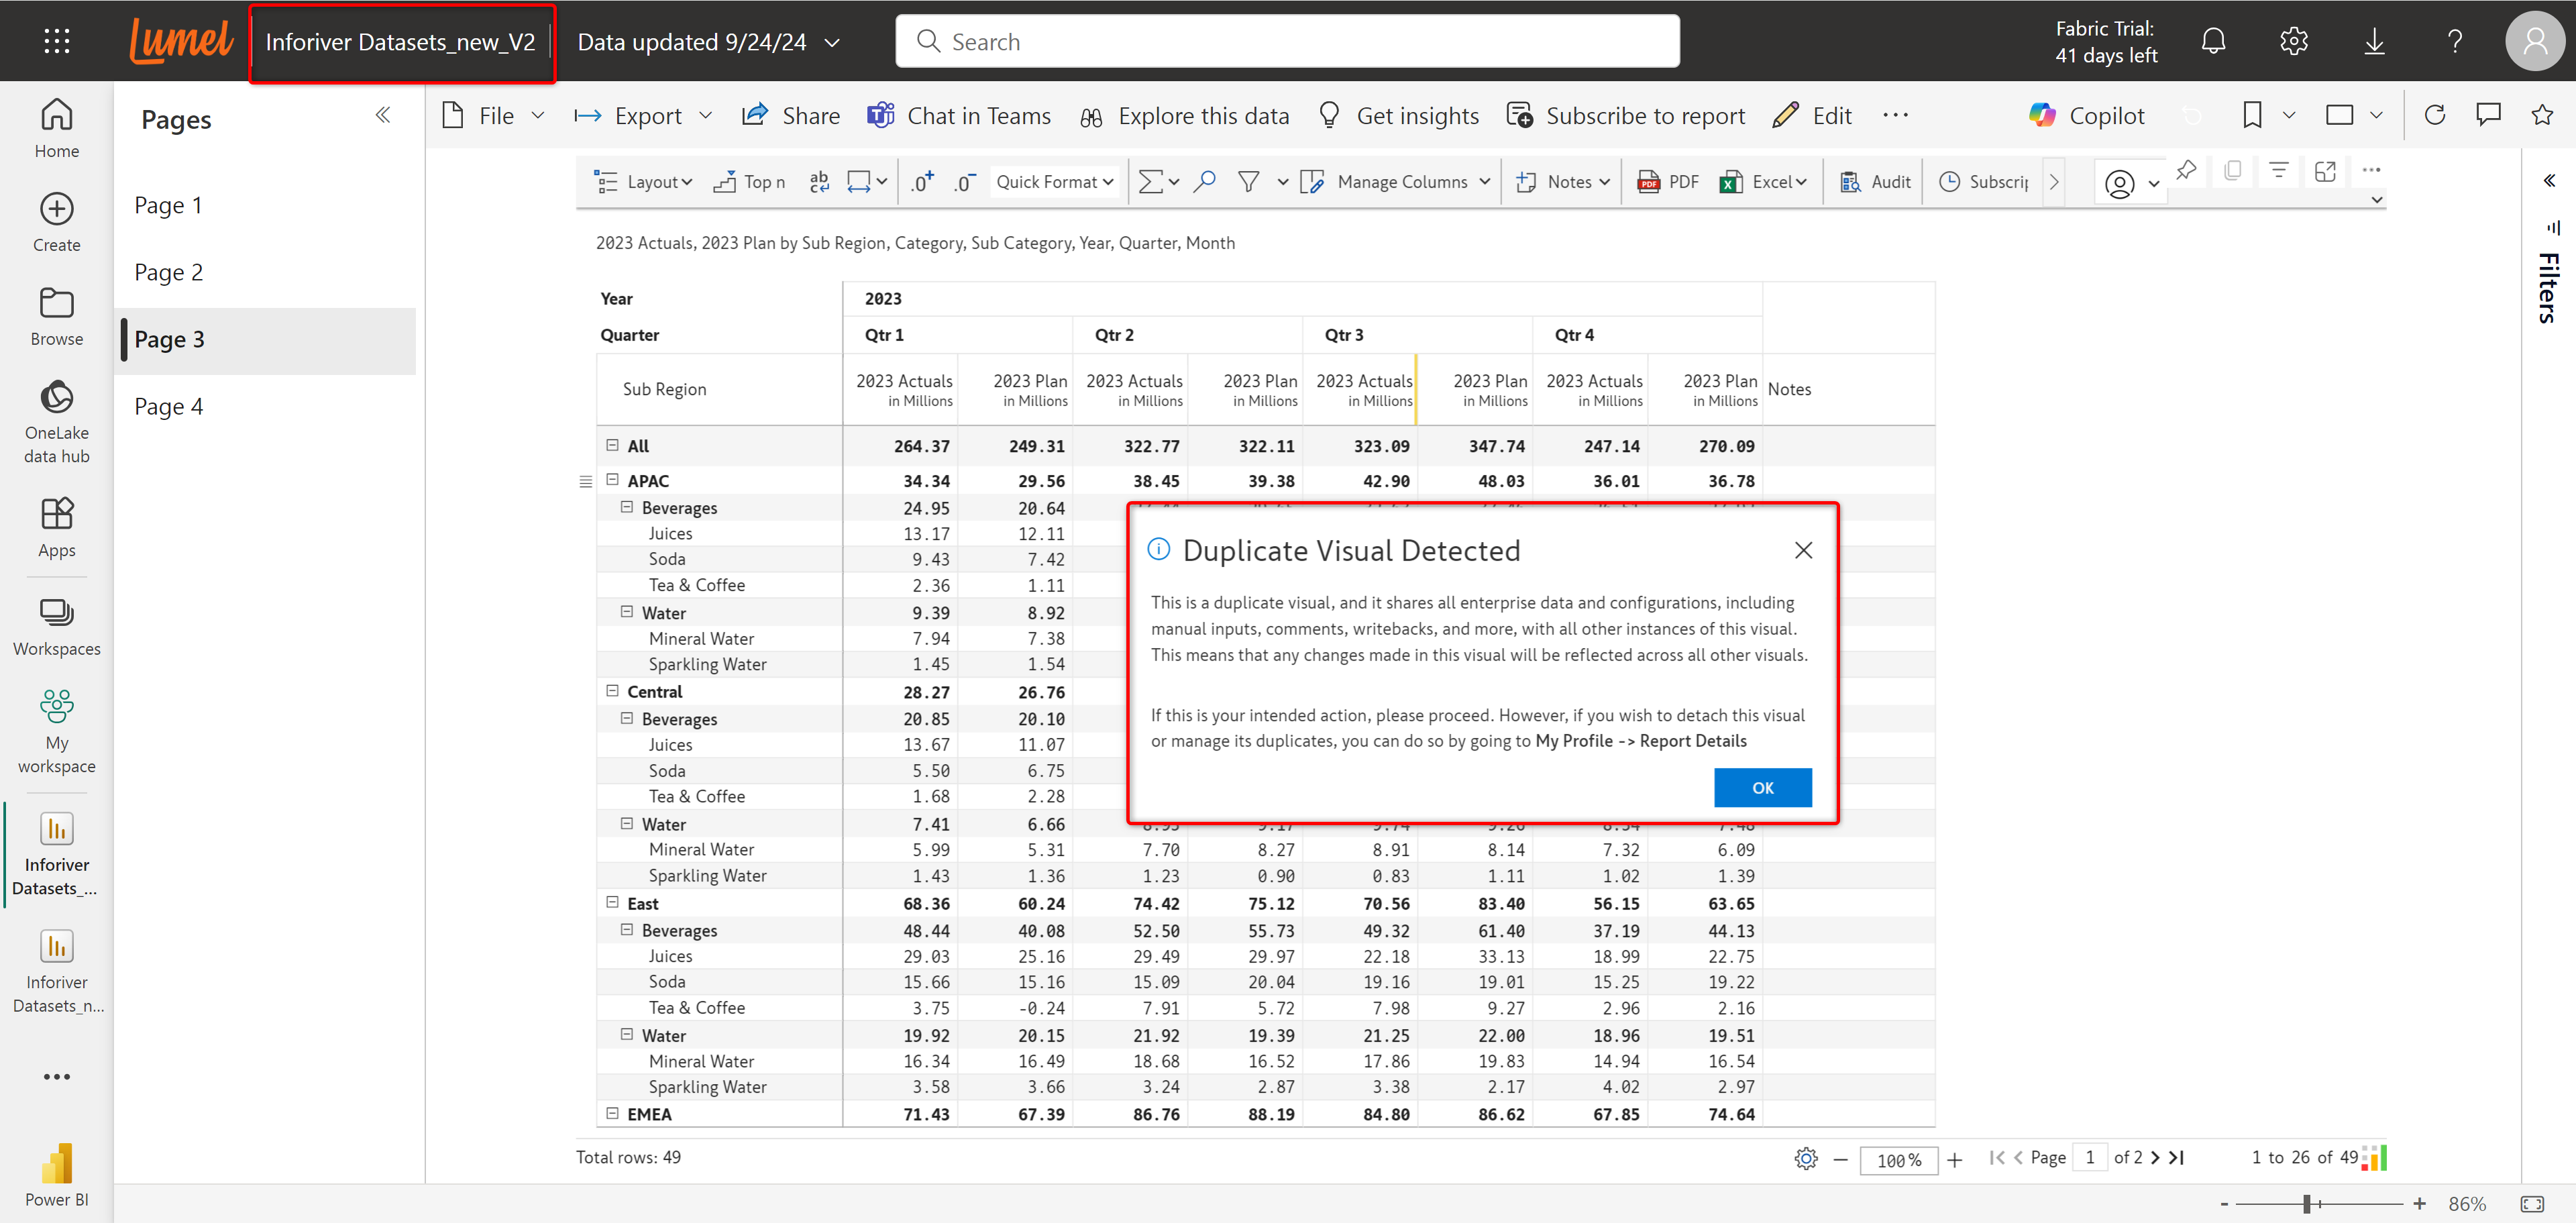 Lumel
Inforiver Datasets_new_V2
Data updated 9/24/24
Search
Fabric Trial:
41 days left
Home
Create
Browse
OneLake
data hub
Apps
Workspaces
My
workspace
Inforiver
Datasets_...
Inforiver
Datasets_n...
Power BI
Pages
Page 1
Page 2
Page 3
Page 4
File Export Share Chat in Teams Explore this data Get insights Subscribe to report Edit Copilot
Layout Top n Quick Format Manage Columns Notes PDF Excel Audit Subscrip
Filters
2023 Actuals, 2023 Plan by Sub Region, Category, Sub Category, Year, Quarter, Month
Year 2023
Quarter Qtr 1 Qtr 2 Qtr 3 Qtr 4
Sub Region 2023 Actuals 2023 Plan 2023 Actuals 2023 Plan 2023 Actuals 2023 Plan 2023 Actuals 2023 Plan Notes
in Millions in Millions in Millions in Millions in Millions in Millions in Millions in Millions
All 264.37 249.31 322.77 322.11 323.09 347.74 247.14 270.09
APAC 34.34 29.56 38.45 39.38 42.90 48.03 36.01 36.78
Beverages 24.95 20.64
Juices 13.17 12.11
Soda 9.43 7.42
Tea & Coffee 2.36 1.11
Water 9.39 8.92
Mineral Water 7.94 7.38
Sparkling Water 1.45 1.54
Central 28.27 26.76
Beverages 20.85 20.10
Juices 13.67 11.07
Soda 5.50 6.75
Tea & Coffee 1.68 2.28
Water 7.41 6.66
Mineral Water 5.99 5.31 7.70 8.27 8.91 8.14 7.32 6.09
Sparkling Water 1.43 1.36 1.23 0.90 0.83 1.11 1.02 1.39
East 68.36 60.24 74.42 75.12 70.56 83.40 56.15 63.65
Beverages 48.44 40.08 52.50 55.73 49.32 61.40 37.19 44.13
Juices 29.03 25.16 29.49 29.97 22.18 33.13 18.99 22.75
Soda 15.66 15.16 15.09 20.04 19.16 19.01 15.25 19.22
Tea & Coffee 3.75 -0.24 7.91 5.72 7.98 9.27 2.96 2.16
Water 19.92 20.15 21.92 19.39 21.25 22.00 18.96 19.51
Mineral Water 16.34 16.49 18.68 16.52 17.86 19.83 14.94 16.54
Sparkling Water 3.58 3.66 3.24 2.87 3.38 2.17 4.02 2.97
EMEA 71.43 67.39 86.76 88.19 84.80 86.62 67.85 74.64
Duplicate Visual Detected
This is a duplicate visual, and it shares all enterprise data and configurations, including
manual inputs, comments, writebacks, and more, with all other instances of this visual.
This means that any changes made in this visual will be reflected across all other visuals.
If this is your intended action, please proceed. However, if you wish to detach this visual
or manage its duplicates, you can do so by going to My Profile -> Report Details
OK
Total rows: 49
100 % Page 1 of 2 1 to 26 of 49
86%